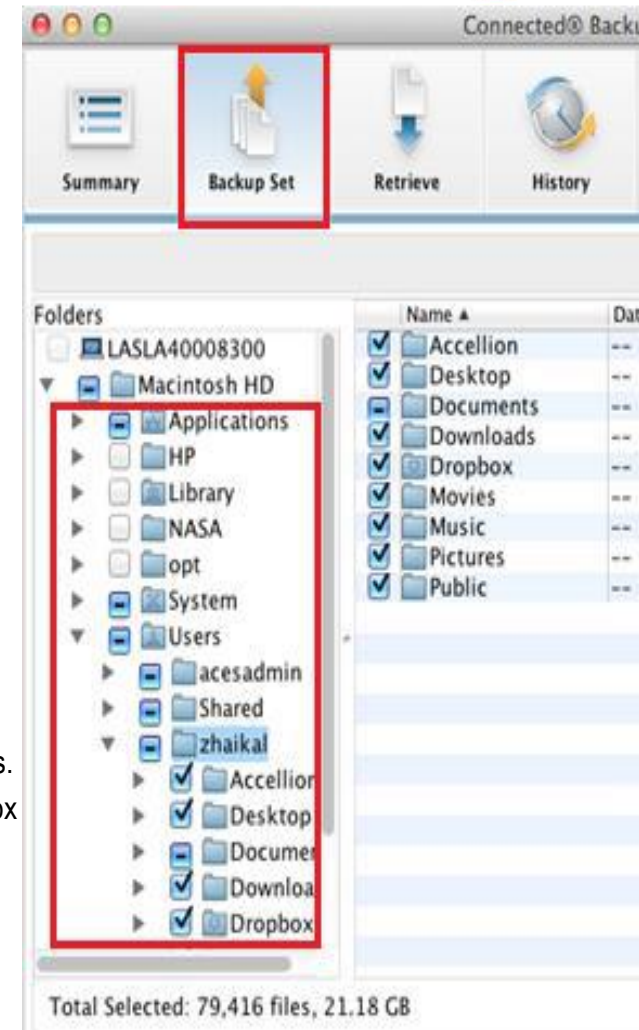 Connected® Backu
Summary
Backup Set
Retrieve
History
Folders
LASLA40008300
Macintosh HD
Applications
HP
Library
NASA
opt
System
Users
acesadmin
Shared
zhaikal
Accellior
Desktop
Documer
Downloa
Dropbox
Name ▲ Dat
Accellion --
Desktop --
Documents --
Downloads --
Dropbox --
Movies --
Music --
Pictures --
Public --
s.
ox
Total Selected: 79,416 files, 21.18 GB